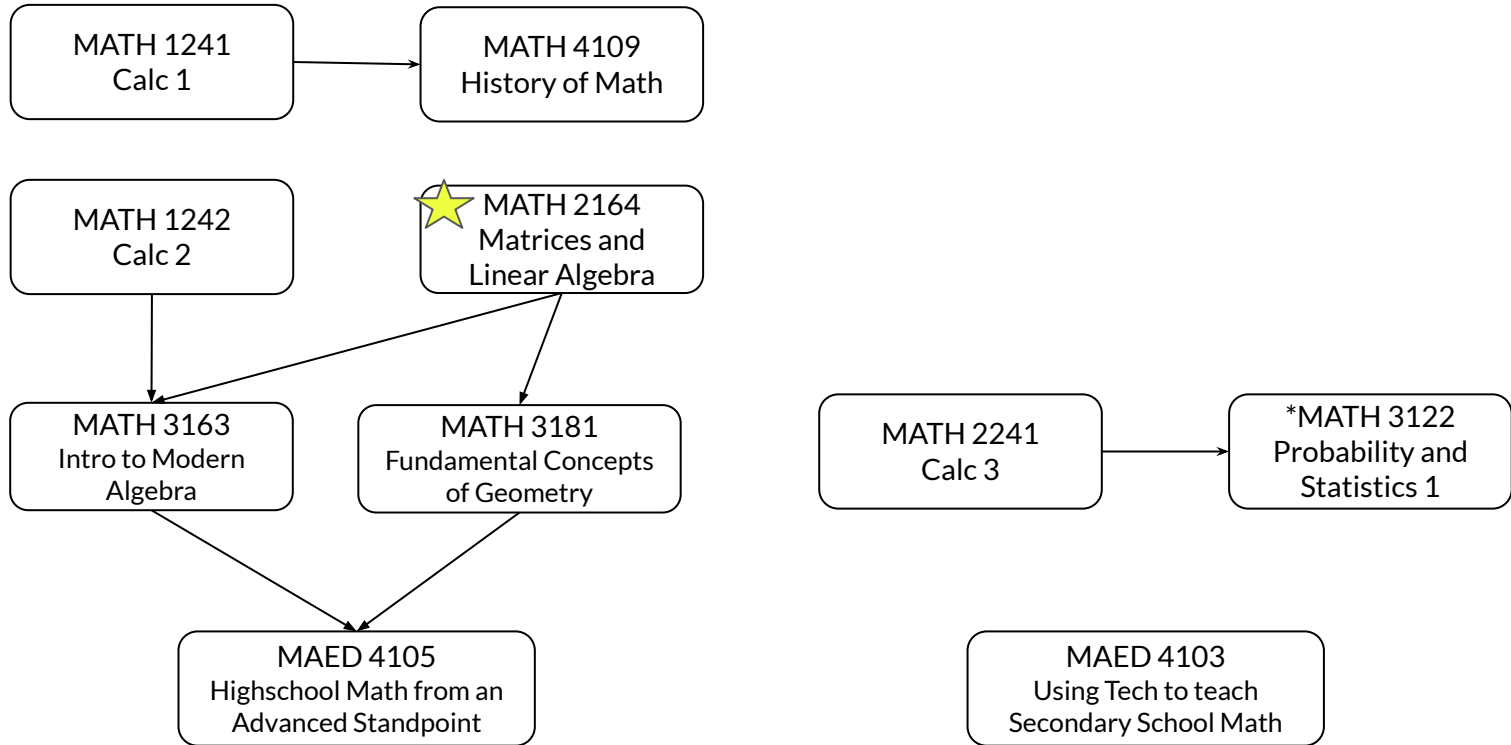 MATH 1241
Calc 1
MATH 4109
History of Math
MATH 1242
Calc 2
MATH 2164
Matrices and
Linear Algebra
MATH 3163
Intro to Modern
Algebra
MATH 3181
Fundamental Concepts
of Geometry
MATH 2241
Calc 3
*MATH 3122
Probability and
Statistics 1
MAED 4105
Highschool Math from an
Advanced Standpoint
MAED 4103
Using Tech to teach
Secondary School Math